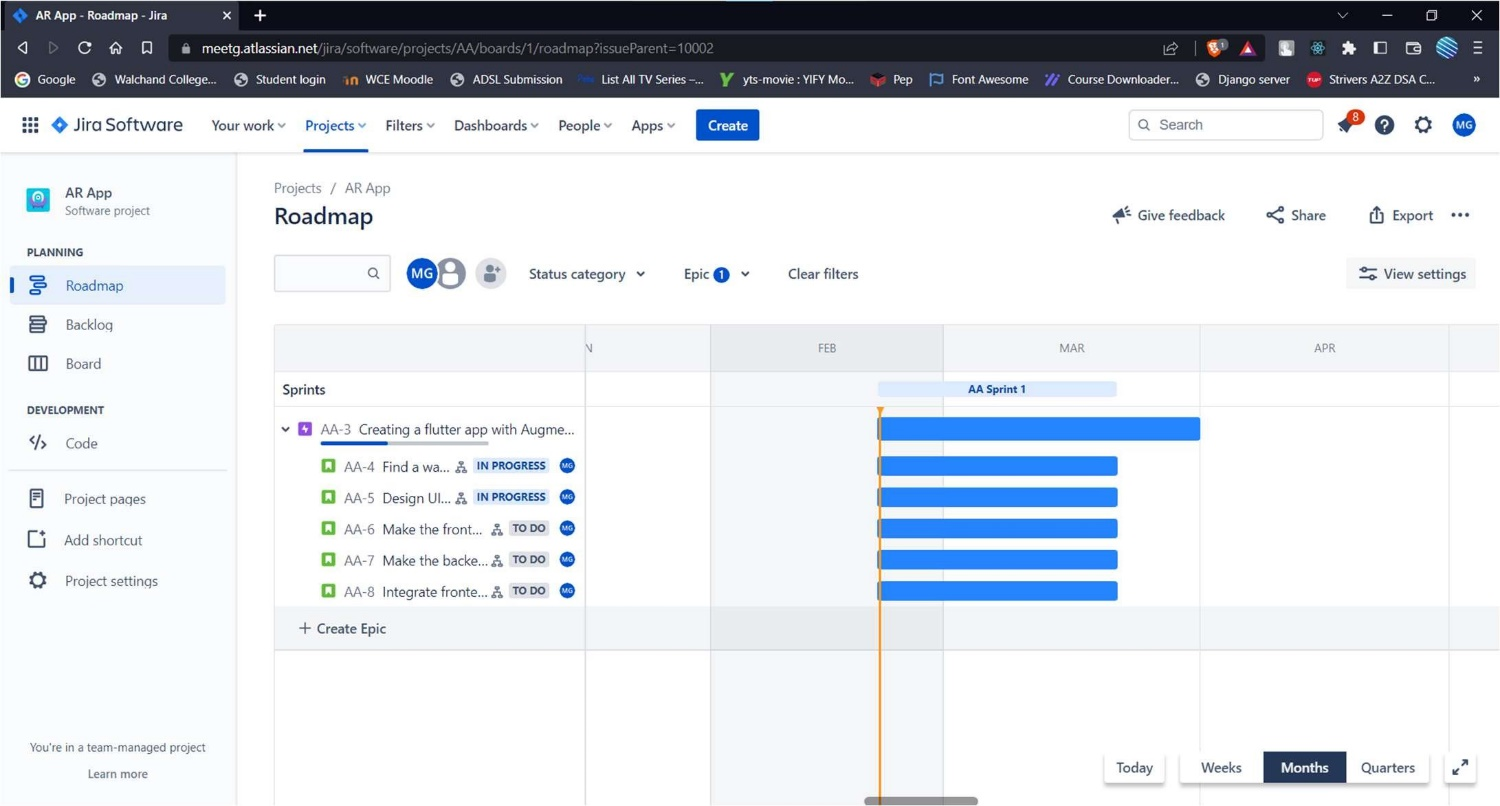 AR App - Roadmap - Jira
meetg.atlassian.net/jira/software/projects/AA/boards/1/roadmap?issueParent=10002
1
Google Walchand College... Student login WCE Moodle ADSL Submission List All TV Series –... yts-movie : YIFY Mo... Pep Font Awesome Course Downloader... Django server TUF Strivers A2Z DSA C... »
Jira Software Your work Projects Filters Dashboards People Apps Create Search 8 MG
AR App
Software project
PLANNING
Roadmap
Backlog
Board
DEVELOPMENT
Code
Project pages
Add shortcut
Project settings
You're in a team-managed project
Learn more
Projects / AR App
Roadmap
Give feedback Share Export
MG Status category Epic 1 Clear filters View settings
N FEB MAR APR
Sprints AA Sprint 1
AA-3 Creating a flutter app with Augme...
AA-4 Find a wa... IN PROGRESS MG
AA-5 Design UI... IN PROGRESS MG
AA-6 Make the front... TO DO MG
AA-7 Make the backe... TO DO MG
AA-8 Integrate fronte... TO DO MG
+ Create Epic
Today Weeks Months Quarters